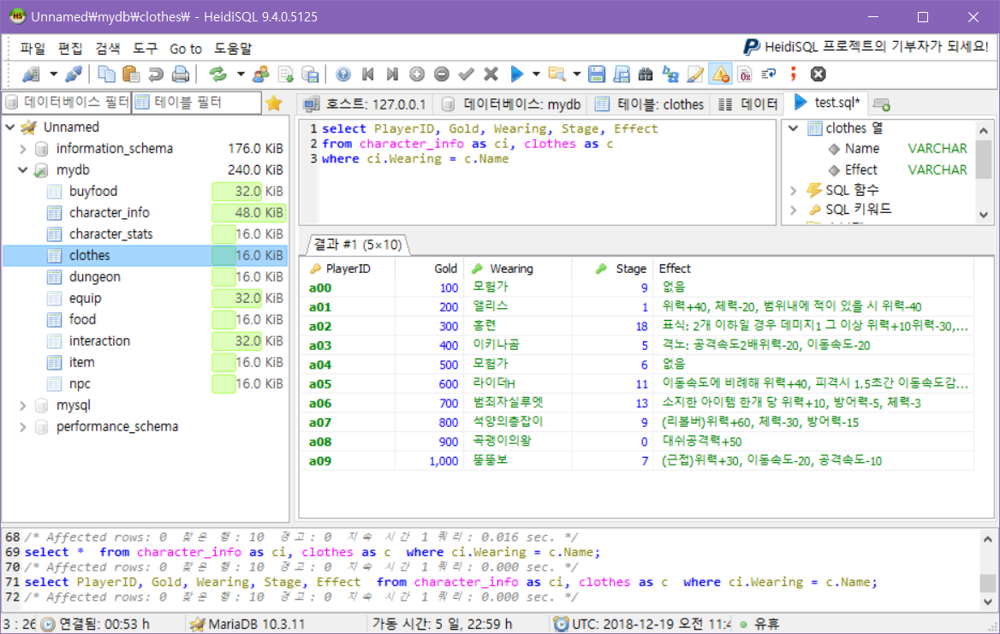 Unnamed₩mydb₩clothes₩ - HeidiSQL 9.4.0.5125
파일 편집 검색 도구 Go to 도움말
HeidiSQL 프로젝트의 기부자가 되세요!
데이터베이스 필터 테이블 필터
호스트: 127.0.0.1 데이터베이스: mydb 테이블: clothes 데이터 test.sql*
Unnamed
information_schema 176.0 KiB
mydb 240.0 KiB
buyfood 32.0 KiB
character_info 48.0 KiB
character_stats 16.0 KiB
clothes 16.0 KiB
dungeon 16.0 KiB
equip 32.0 KiB
food 16.0 KiB
interaction 32.0 KiB
item 16.0 KiB
npc 16.0 KiB
mysql
performance_schema
1 select PlayerID, Gold, Wearing, Stage, Effect
2 from character_info as ci, clothes as c
3 where ci.Wearing = c.Name
clothes 열
Name VARCHAR
Effect VARCHAR
SQL 함수
SQL 키워드
결과 #1 (5×10)
PlayerID Gold Wearing Stage Effect
a00 100 모험가 9 없음
a01 200 앨리스 1 위력+40, 체력-20, 범위내에 적이 있을 시 위력-40
a02 300 홍련 18 표식: 2개 이하일 경우 데미지1 그 이상 위력+10위력-30,...
a03 400 이키나곰 5 격노: 공격속도2배위력-20, 이동속도-20
a04 500 모험가 6 없음
a05 600 라이더H 11 이동속도에 비례해 위력+40, 피격시 1.5초간 이동속도감...
a06 700 범죄자실루엣 13 소지한 아이템 한개 당 위력+10, 방어력-5, 체력-3
a07 800 석양의총잡이 9 (리볼버)위력+60, 체력-30, 방어력-15
a08 900 곡괭이의왕 0 대쉬공격력+50
a09 1,000 뚱뚱보 7 (근접)위력+30, 이동속도-20, 공격속도-10
68 /* Affected rows: 0 찾은 행: 10 경고: 0 지속 시간 1 쿼리: 0.016 sec. */
69 select * from character_info as ci, clothes as c where ci.Wearing = c.Name;
70 /* Affected rows: 0 찾은 행: 10 경고: 0 지속 시간 1 쿼리: 0.000 sec. */
71 select PlayerID, Gold, Wearing, Stage, Effect from character_info as ci, clothes as c where ci.Wearing = c.Name;
72 /* Affected rows: 0 찾은 행: 10 경고: 0 지속 시간 1 쿼리: 0.000 sec. */
3 : 26 연결됨: 00:53 h MariaDB 10.3.11 가동 시간: 5 일, 22:59 h UTC: 2018-12-19 오전 11:4 유휴